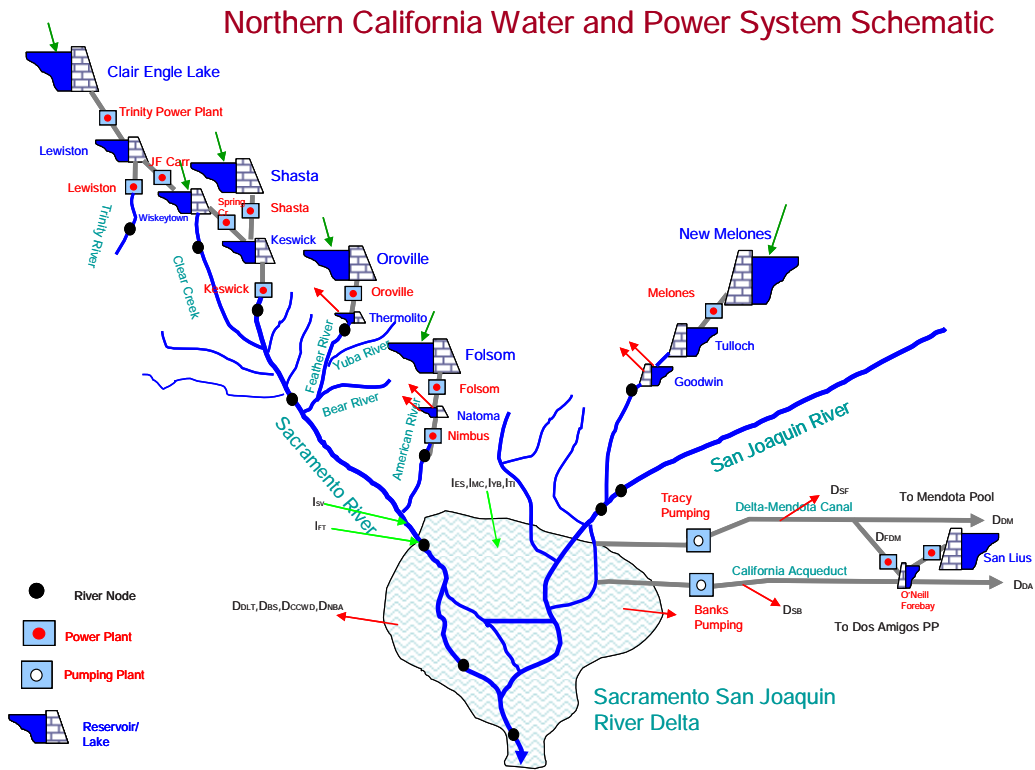 Northern California Water and Power System Schematic
Clair Engle Lake
Trinity Power Plant
Lewiston
JF Carr
Lewiston
Shasta
Spring
Cr
Shasta
Wiskeytown
Trinity River
Keswick
Clear Creek
Keswick
Oroville
Oroville
Thermolito
Feather River
Yuba River
Bear River
Folsom
Folsom
Natoma
American River
Nimbus
New Melones
Melones
Tulloch
Goodwin
San Joaquin River
Sacramento River
ISV
IFT
IES,IMC,IYB,ITI
Tracy
Pumping
DSF
Delta-Mendota Canal
To Mendota Pool
DDM
DFDM
San Lius
California Acqueduct
DDA
O'Neill
Forebay
Banks
Pumping
DSB
To Dos Amigos PP
DDLT,DBS,DCCWD,DNBA
Sacramento San Joaquin
River Delta
River Node
Power Plant
Pumping Plant
Reservoir/
Lake